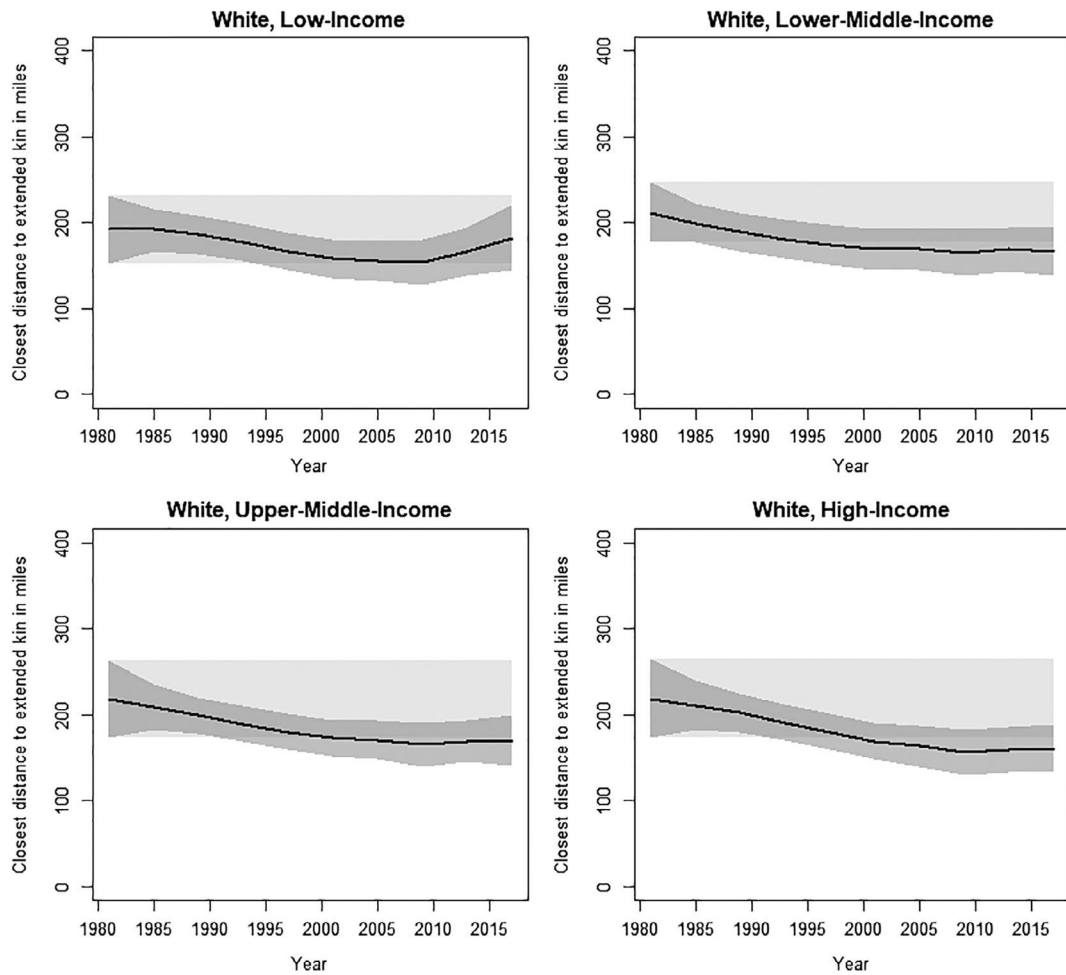 White, Low-Income
Closest distance to extended kin in miles
400
300
200
100
0
1980 1985 1990 1995 2000 2005 2010 2015
Year
White, Lower-Middle-Income
Closest distance to extended kin in miles
400
300
200
100
0
1980 1985 1990 1995 2000 2005 2010 2015
Year
White, Upper-Middle-Income
Closest distance to extended kin in miles
400
300
200
100
0
1980 1985 1990 1995 2000 2005 2010 2015
Year
White, High-Income
Closest distance to extended kin in miles
400
300
200
100
0
1980 1985 1990 1995 2000 2005 2010 2015
Year